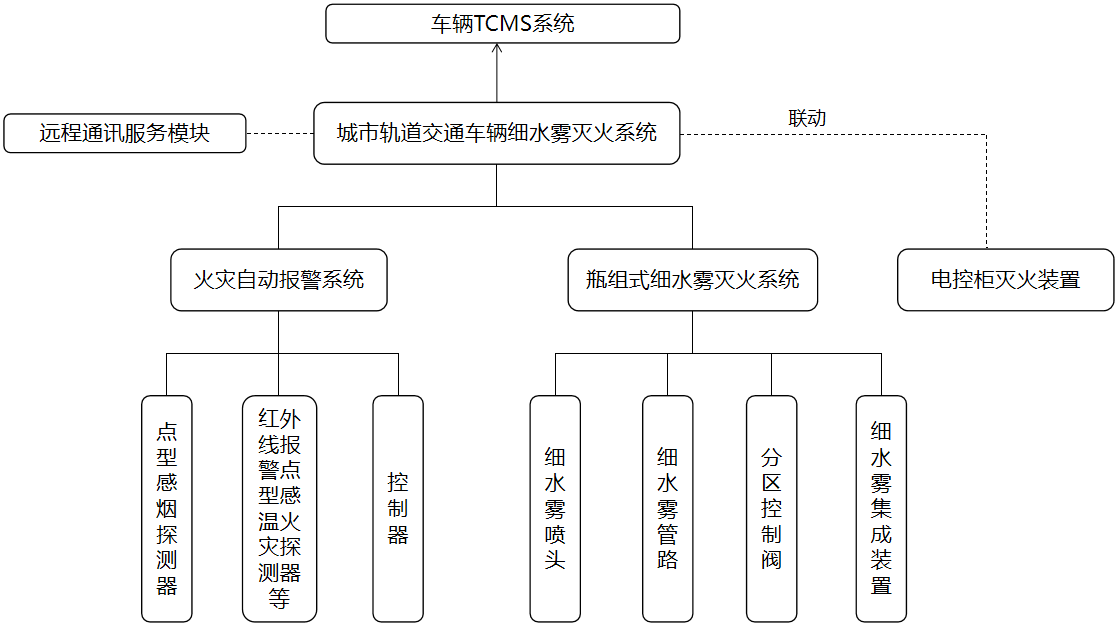 车辆TCMS系统
远程通讯服务模块
城市轨道交通车辆细水雾灭火系统
联动
火灾自动报警系统
瓶组式细水雾灭火系统
电控柜灭火装置
点
型
感
烟
探
测
器
红外
线报
警点
型感
温火
灾探
测器
等
控
制
器
细
水
雾
喷
头
细
水
雾
管
路
分
区
控
制
阀
细
水
雾
集
成
装
置